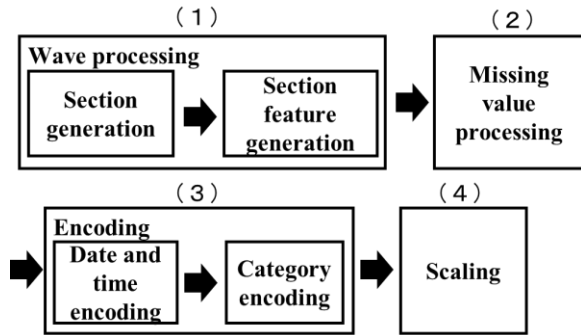 （1）
（2）
Wave processing
Section
generation
Section
feature
generation
Missing
value
processing
（3）
（4）
Encoding
Date and
time
encoding
Category
encoding
Scaling